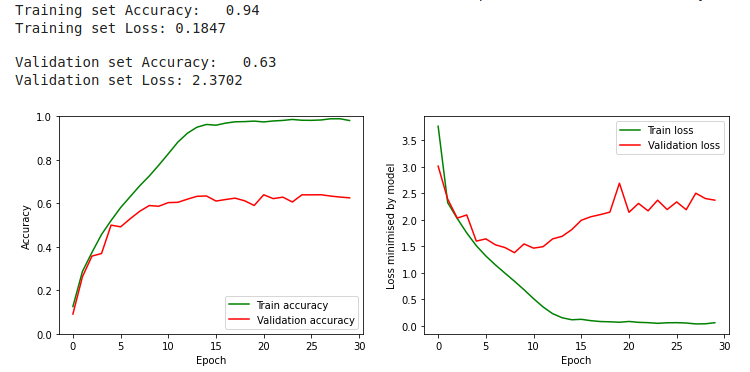 Training set Accuracy:   0.94
Training set Loss: 0.1847
Validation set Accuracy:   0.63
Validation set Loss: 2.3702
1.0
0.8
0.6
0.4
0.2
0.0
Accuracy
0 5 10 15 20 25 30
Epoch
Train accuracy
Validation accuracy
3.5
3.0
2.5
2.0
1.5
1.0
0.5
0.0
Loss minimised by model
0 5 10 15 20 25 30
Epoch
Train loss
Validation loss